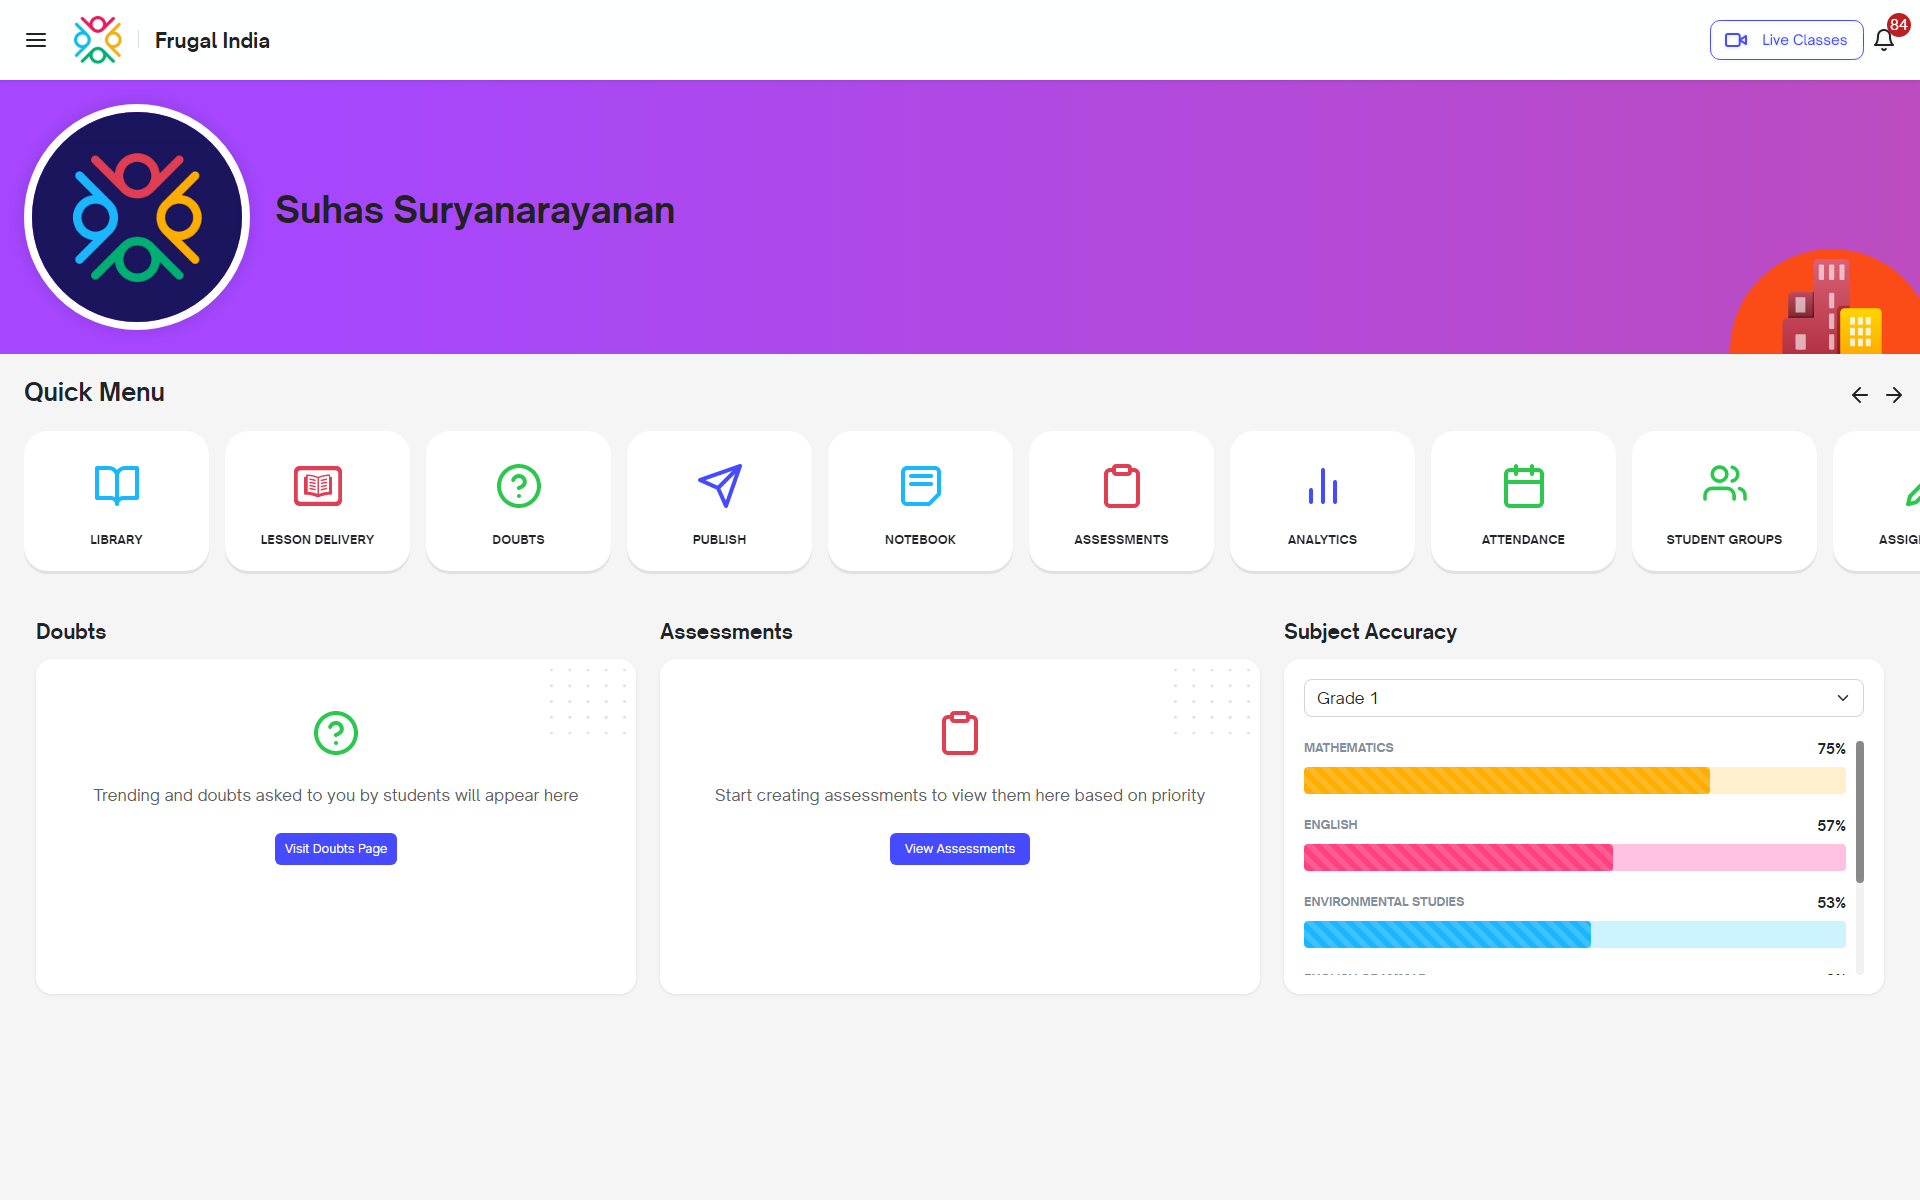 Frugal India
Live Classes
84
Suhas Suryanarayanan
Quick Menu
LIBRARY
LESSON DELIVERY
DOUBTS
PUBLISH
NOTEBOOK
ASSESSMENTS
ANALYTICS
ATTENDANCE
STUDENT GROUPS
ASSIG
Doubts
Trending and doubts asked to you by students will appear here
Visit Doubts Page
Assessments
Start creating assessments to view them here based on priority
View Assessments
Subject Accuracy
Grade 1
MATHEMATICS 75%
ENGLISH 57%
ENVIRONMENTAL STUDIES 53%